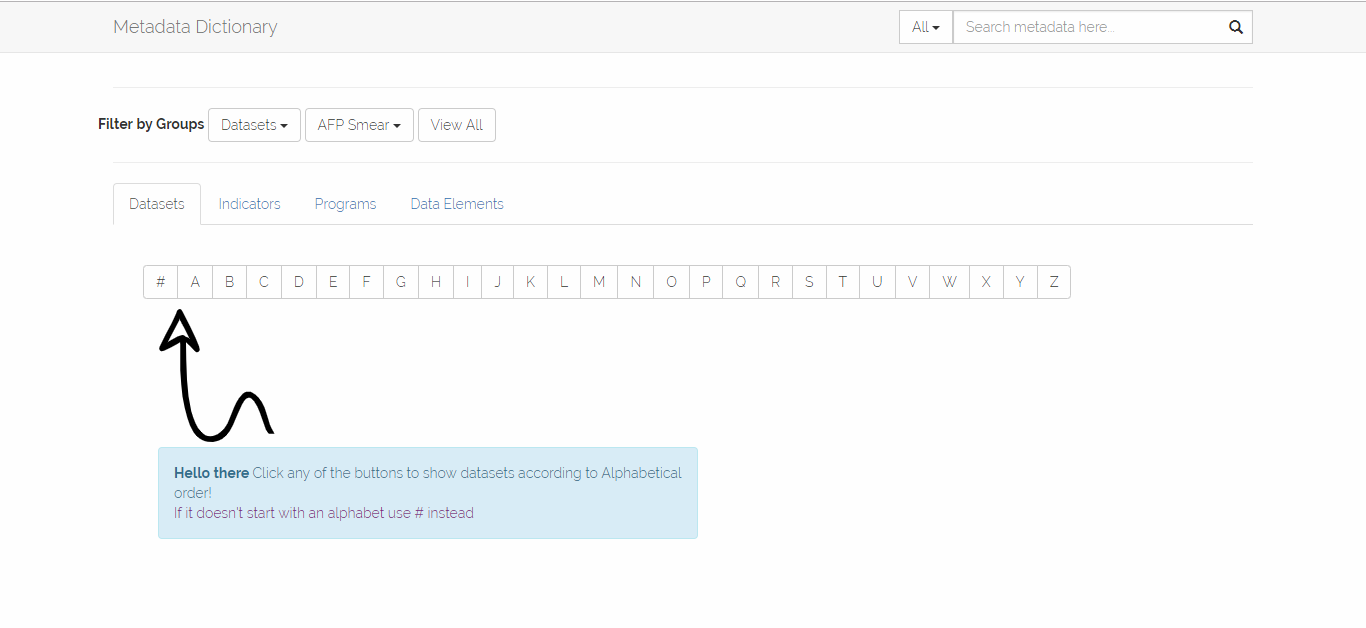 Metadata Dictionary
All
Search metadata here...
Filter by Groups
Datasets
AFP Smear
View All
Datasets
Indicators
Programs
Data Elements
# A B C D E F G H I J K L M N O P Q R S T U V W X Y Z
Hello there Click any of the buttons to show datasets according to Alphabetical
order!
If it doesn't start with an alphabet use # instead